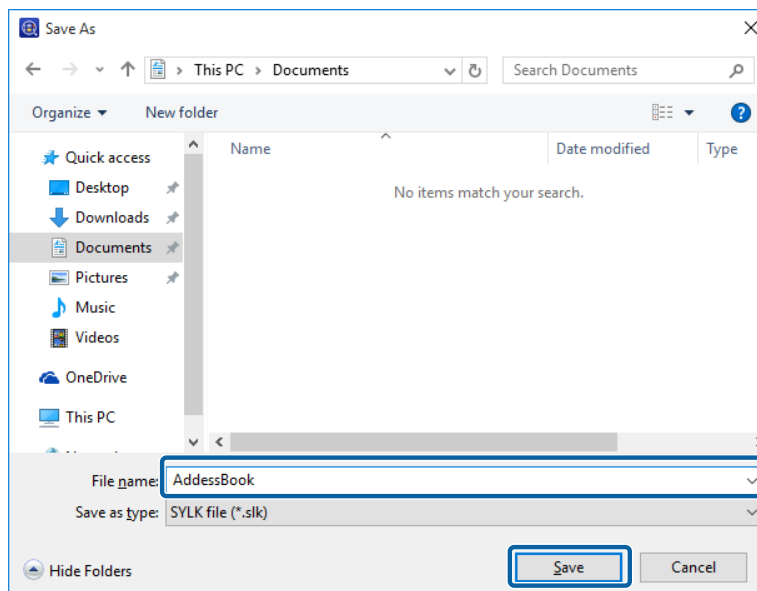 Save As
This PC > Documents
Search Documents
Organize
New folder
Name
Date modified
Type
No items match your search.
Quick access
Desktop
Downloads
Documents
Pictures
Music
Videos
OneDrive
This PC
File name:
AddessBook
Save as type:
SYLK file (*.slk)
Hide Folders
Save
Cancel